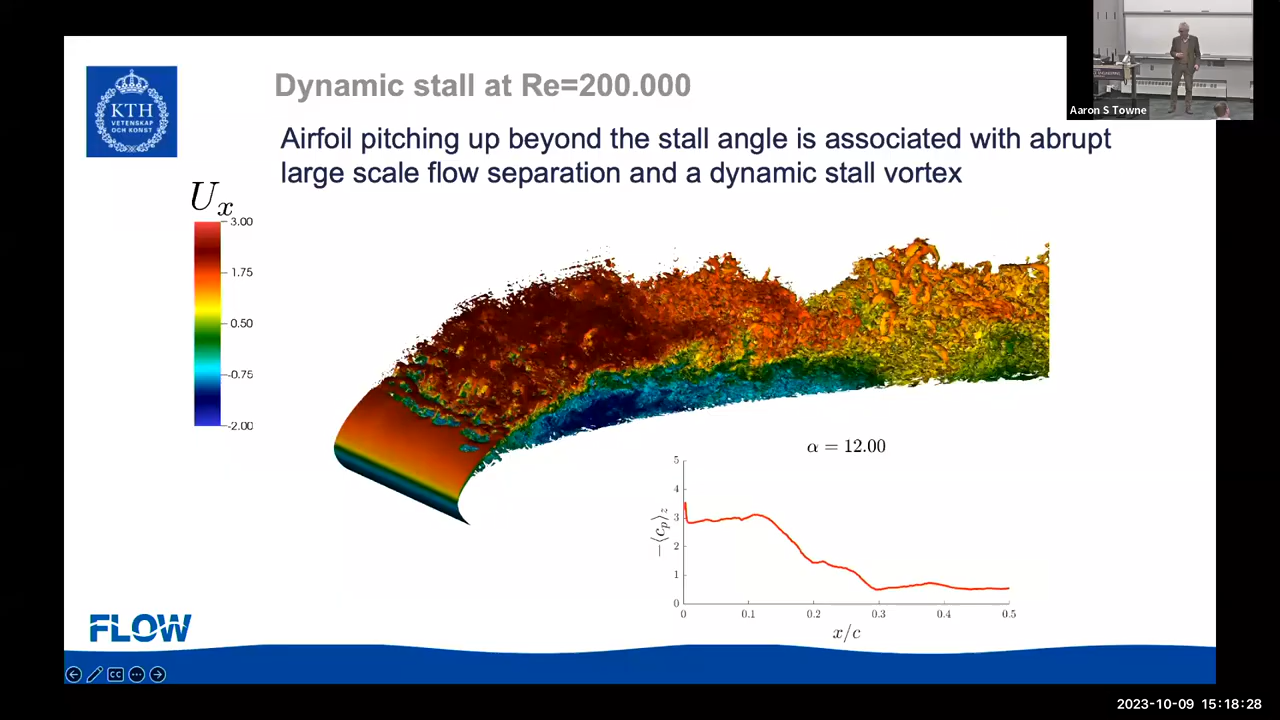 Dynamic stall at Re=200.000
Aaron S Towne
KTH
VETENSKAP
OCH KONST
Airfoil pitching up beyond the stall angle is associated with abrupt
large scale flow separation and a dynamic stall vortex
Uₓ
3.00
1.75
0.50
-0.75
-2.00
α = 12.00
5
4
3
2
1
0
−⟨cₚ⟩_z
0 0.1 0.2 0.3 0.4 0.5
x/c
FLOW
CC
2023-10-09 15:18:28